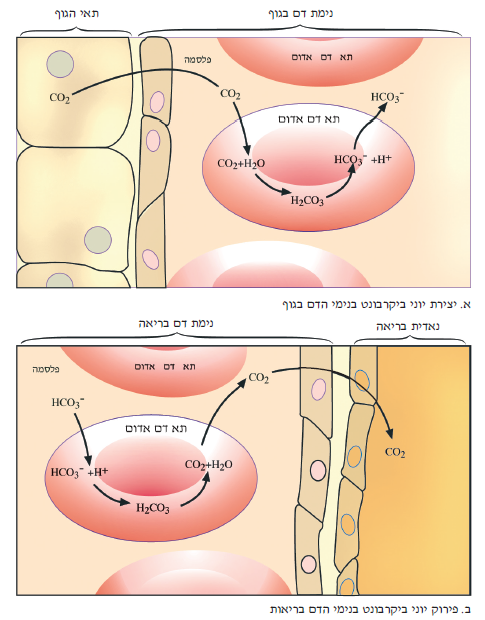 נימת דם בגוף
תאי הגוף
תא דם אדום
פלסמה
CO2
CO2
HCO3⁻
תא דם אדום
CO2+H2O
HCO3⁻ +H+
H2CO3
א. יצירת יוני ביקרבונט בנימי הדם בגוף
נאדית בריאה
נימת דם בריאה
תא דם אדום
פלסמה
CO2
HCO3⁻
תא דם אדום
CO2
HCO3⁻ +H+
CO2+H2O
H2CO3
ב. פירוק יוני ביקרבונט בנימי הדם בריאות